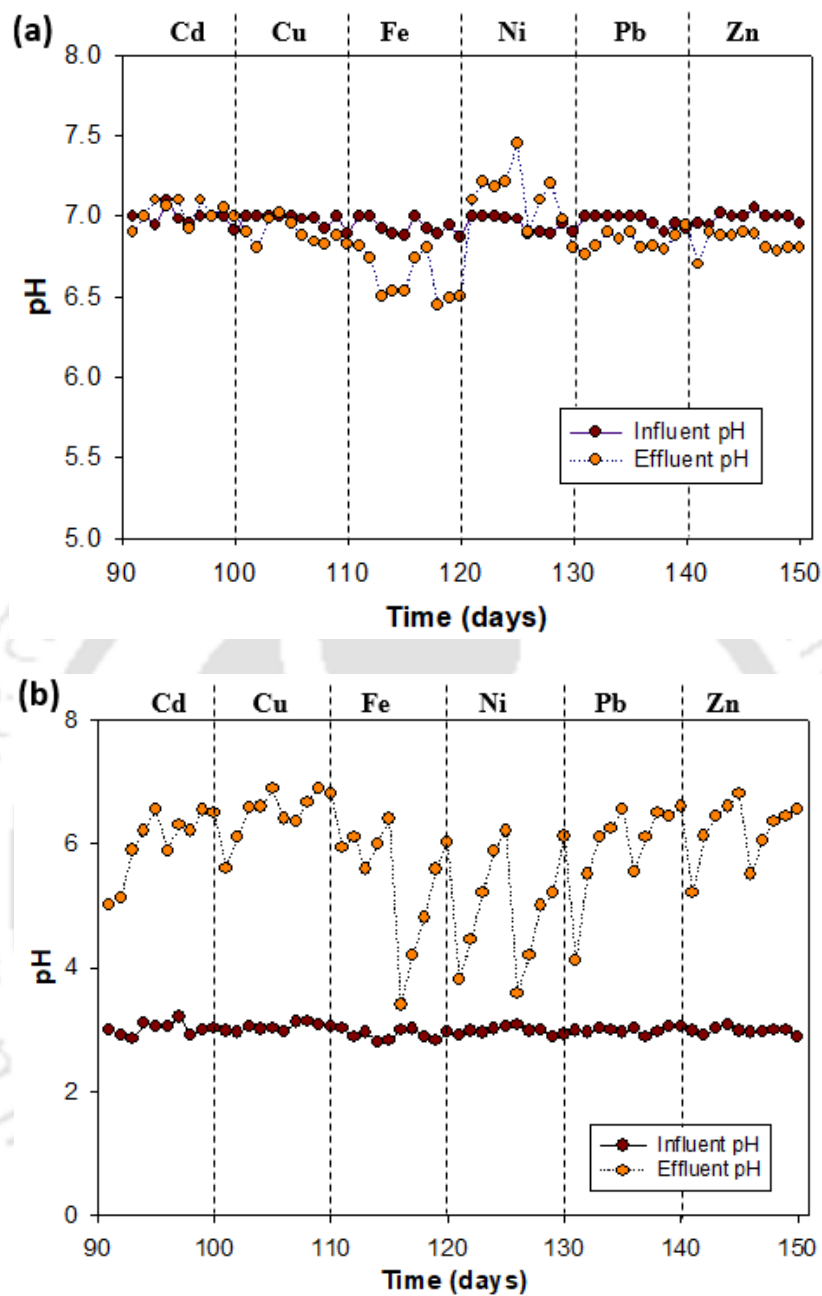 (a) Cd Cu Fe Ni Pb Zn
8.0
7.5
7.0
6.5
6.0
5.5
5.0
pH
Influent pH
Effluent pH
90 100 110 120 130 140 150
Time (days)
(b) Cd Cu Fe Ni Pb Zn
8
6
4
2
0
pH
Influent pH
Effluent pH
90 100 110 120 130 140 150
Time (days)